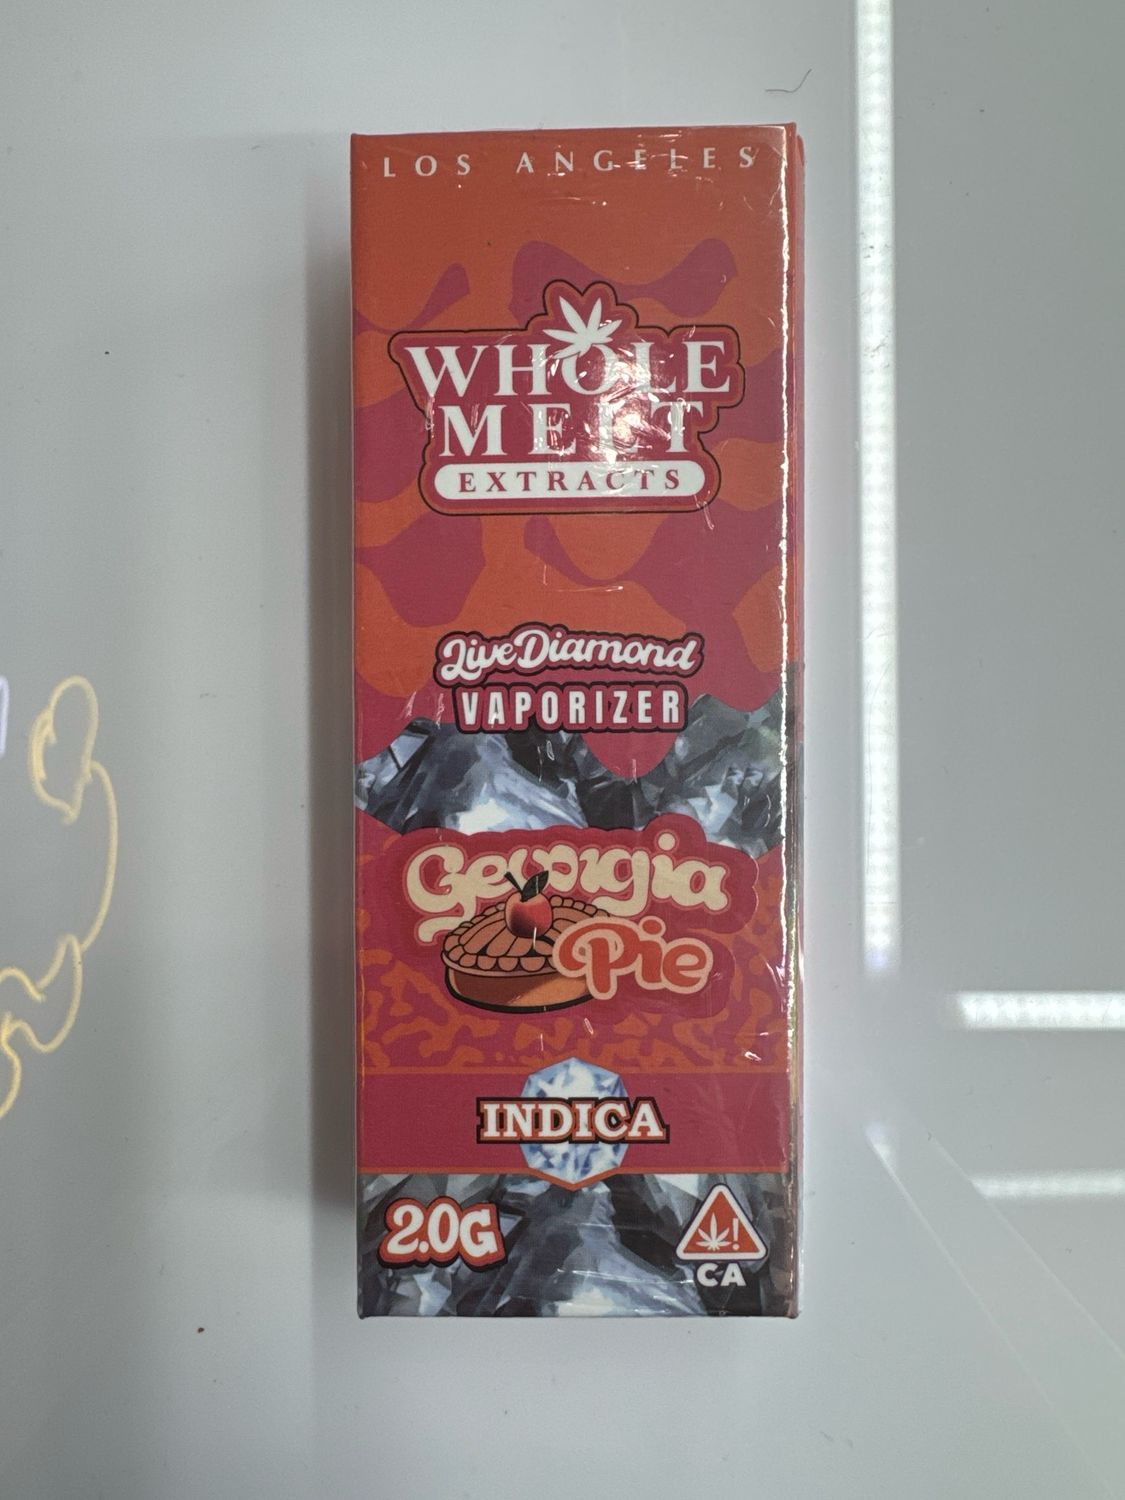 LOS ANGELES
WHOLE
MELT
EXTRACTS
Live Diamond
VAPORIZER
Georgia
Pie
INDICA
2.0G
!
CA